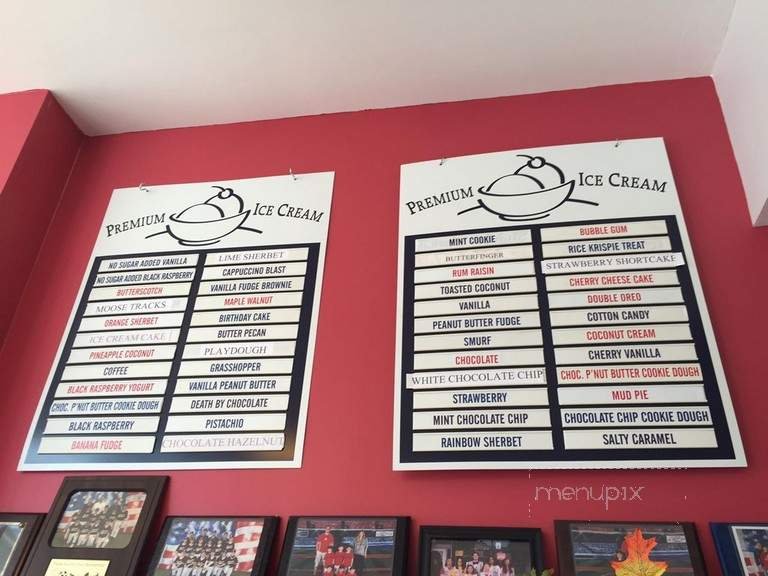 PREMIUM ICE CREAM
NO SUGAR ADDED VANILLA
NO SUGAR ADDED BLACK RASPBERRY
BUTTERSCOTCH
MOOSE TRACKS
ORANGE SHERBET
ICE CREAM CAKE
PINEAPPLE COCONUT
COFFEE
BLACK RASPBERRY YOGURT
CHOC. P'NUT BUTTER COOKIE DOUGH
BLACK RASPBERRY
BANANA FUDGE
LIME SHERBET
CAPPUCINO BLAST
VANILLA FUDGE BROWNIE
MAPLE WALNUT
BIRTHDAY CAKE
BUTTER PECAN
PLAYDOUGH
GRASSHOPPER
VANILLA PEANUT BUTTER
DEATH BY CHOCOLATE
PISTACHIO
CHOCOLATE HAZELNUT
PREMIUM ICE CREAM
MINT COOKIE
BUTTERFINGER
RUM RAISIN
TOASTED COCONUT
VANILLA
PEANUT BUTTER FUDGE
SMURF
CHOCOLATE
WHITE CHOCOLATE CHIP
STRAWBERRY
MINT CHOCOLATE CHIP
RAINBOW SHERBET
BUBBLE GUM
RICE KRISPIE TREAT
STRAWBERRY SHORTCAKE
CHERRY CHEESE CAKE
DOUBLE OREO
COTTON CANDY
COCONUT CREAM
CHERRY VANILLA
CHOC. P'NUT BUTTER COOKIE DOUGH
MUD PIE
CHOCOLATE CHIP COOKIE DOUGH
SALTY CARAMEL
menupix